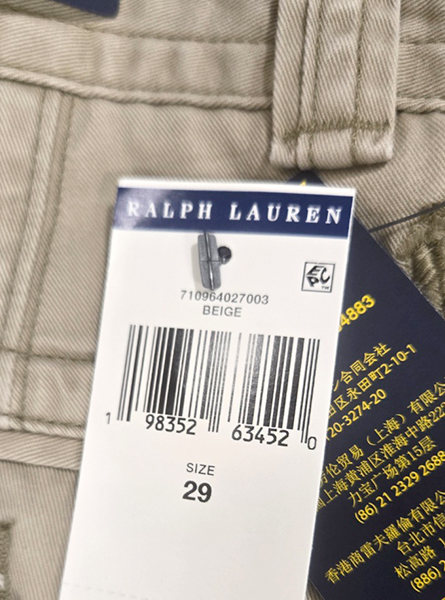 RALPH LAUREN
EPC™
710964027003
BEIGE
1 98352 63452 0
SIZE
29
4883
ン合同会社
区永田町2-10-1
20-3274-20
贸易（上海）有限公
上海黄浦区淮海中路222
力宝广场第15层
(86) 21 2329 2688
香港商雷夫羅倫有限公
台北市信
松高路
(886) 2